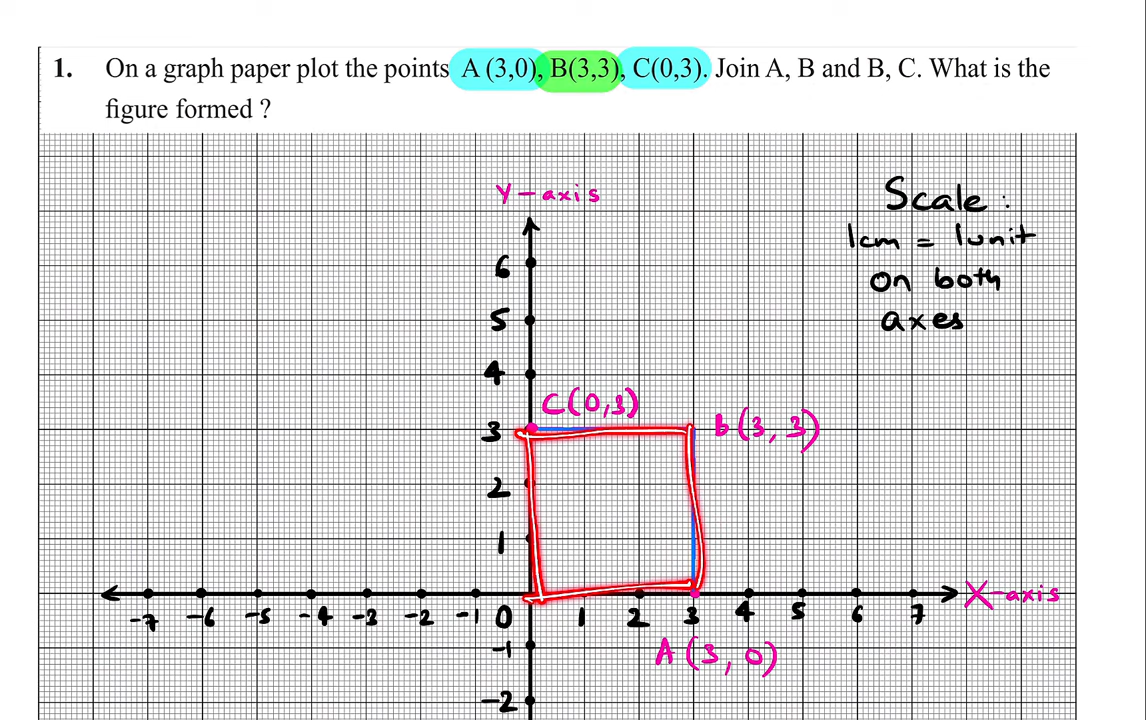 1. On a graph paper plot the points A (3,0), B(3,3), C(0,3). Join A, B and B, C. What is the
figure formed ?
Y-axis
Scale:
1cm = 1unit
on both
axes
6
5
4
C(0,3)
3
b(3, 3)
2
1
X-axis
-7 -6 -5 -4 -3 -2 -1 0 1 2 3 4 5 6 7
-1
A (3, 0)
-2